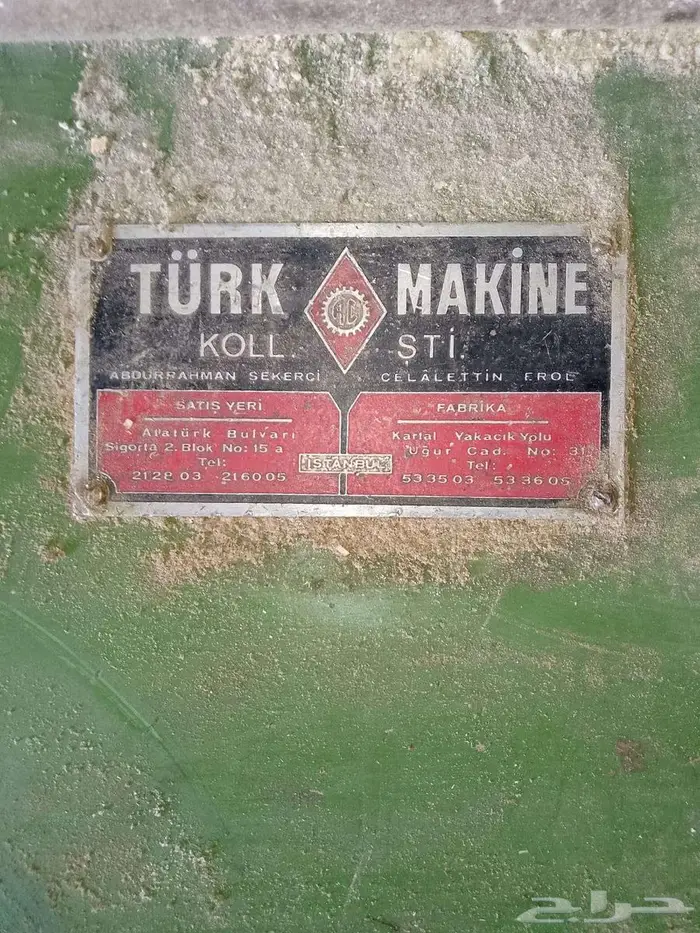 TÜRK MAKİNE
KOLL. ŞTİ.
ABDURRAHMAN ŞEKERCİ CELÂLETTİN EROL
SATIŞ YERİ
Atatürk Bulvarı
Sigorta 2. Blok No: 15 a
Tel:
212803 - 216005
İSTANBUL
FABRİKA
Kartal Yakacık Yolu
Uğur Cad. No: 31
Tel:
533503 533605
حراج